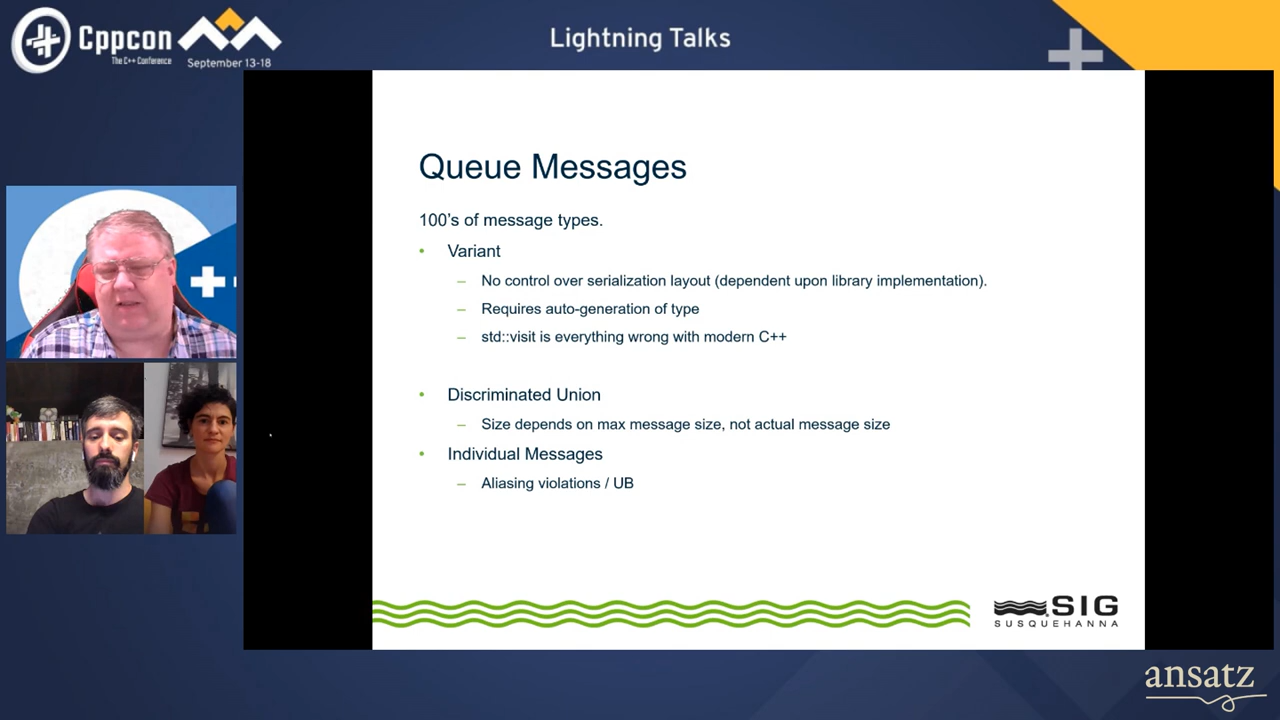 Cppcon
The C++ Conference
September 13-18
Lightning Talks
Queue Messages
100's of message types.
• Variant
– No control over serialization layout (dependent upon library implementation).
– Requires auto-generation of type
– std::visit is everything wrong with modern C++
• Discriminated Union
– Size depends on max message size, not actual message size
• Individual Messages
– Aliasing violations / UB
SIG
SUSQUEHANNA
ansatz